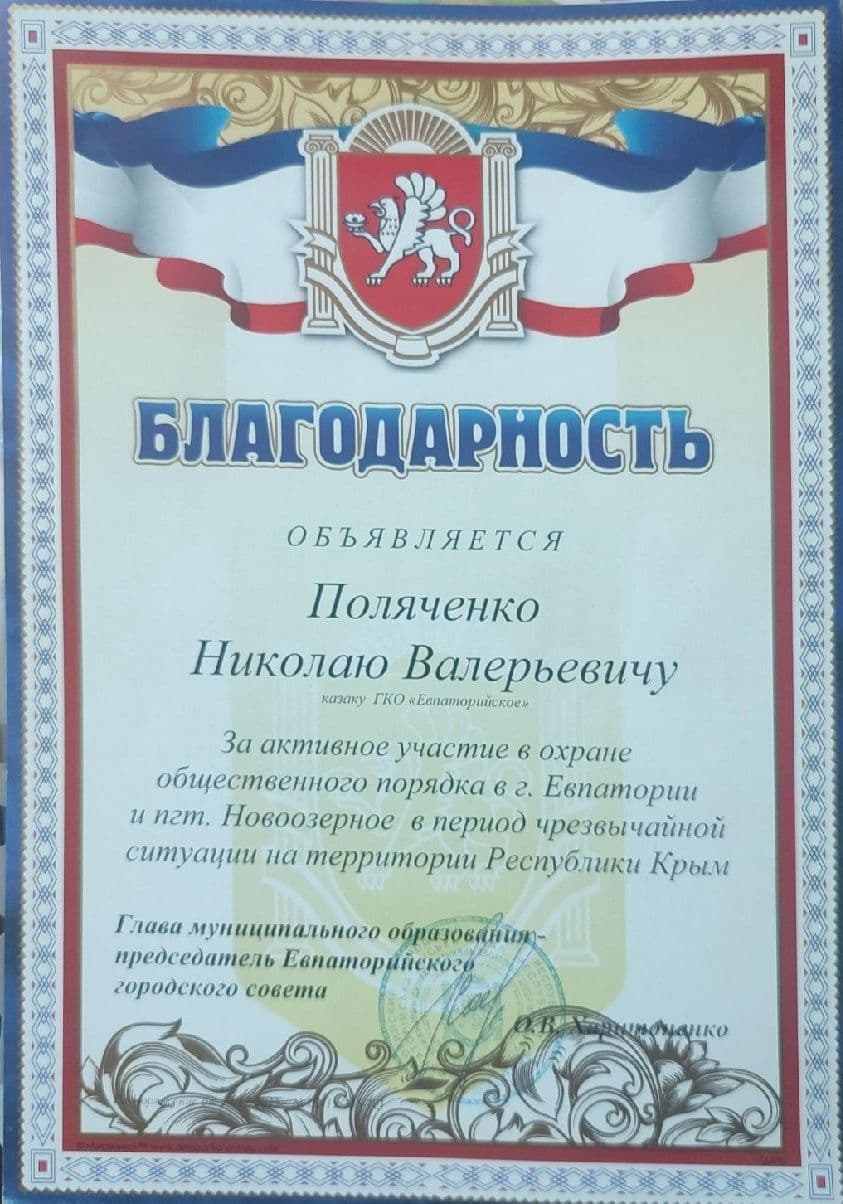 БЛАГОДАРНОСТЬ
ОБЪЯВЛЯЕТСЯ
Поляченко
Николаю Валерьевичу
казаку ГКО «Евпаторийское»
За активное участие в охране
общественного порядка в г. Евпатории
и пгт. Новоозерное в период чрезвычайной
ситуации на территории Республики Крым
Глава муниципального образования-
председатель Евпаторийского
городского совета
О.В. Харитоненко